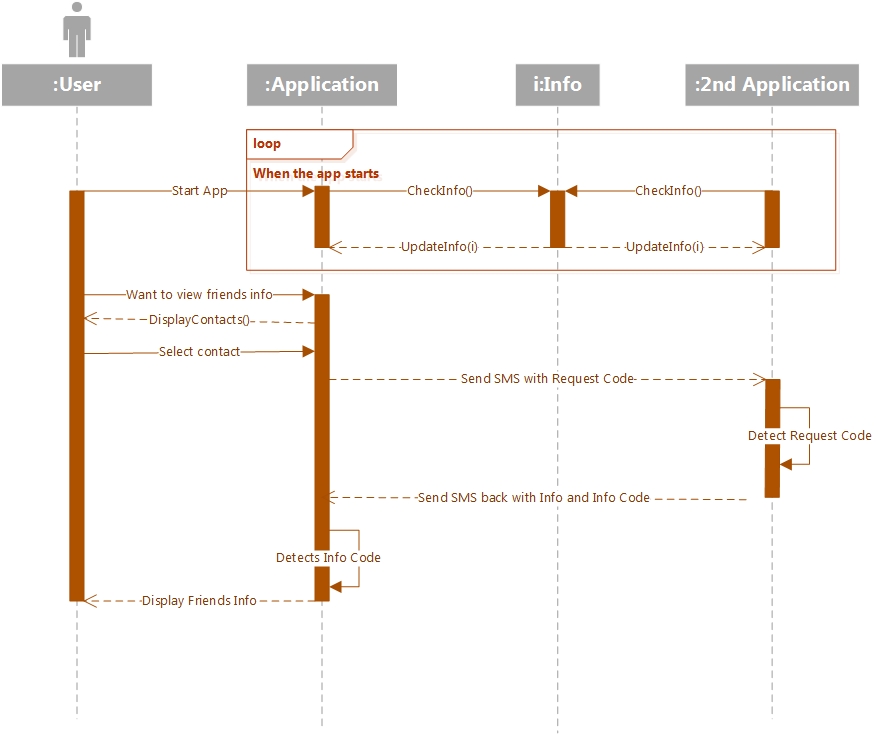 :User
:Application
i:Info
:2nd Application
loop
When the app starts
Start App
CheckInfo()
CheckInfo()
UpdateInfo(i)
UpdateInfo(i)
Want to view friends info
DisplayContacts()
Select contact
Send SMS with Request Code
Detect Request Code
Send SMS back with Info and Info Code
Detects Info Code
Display Friends Info